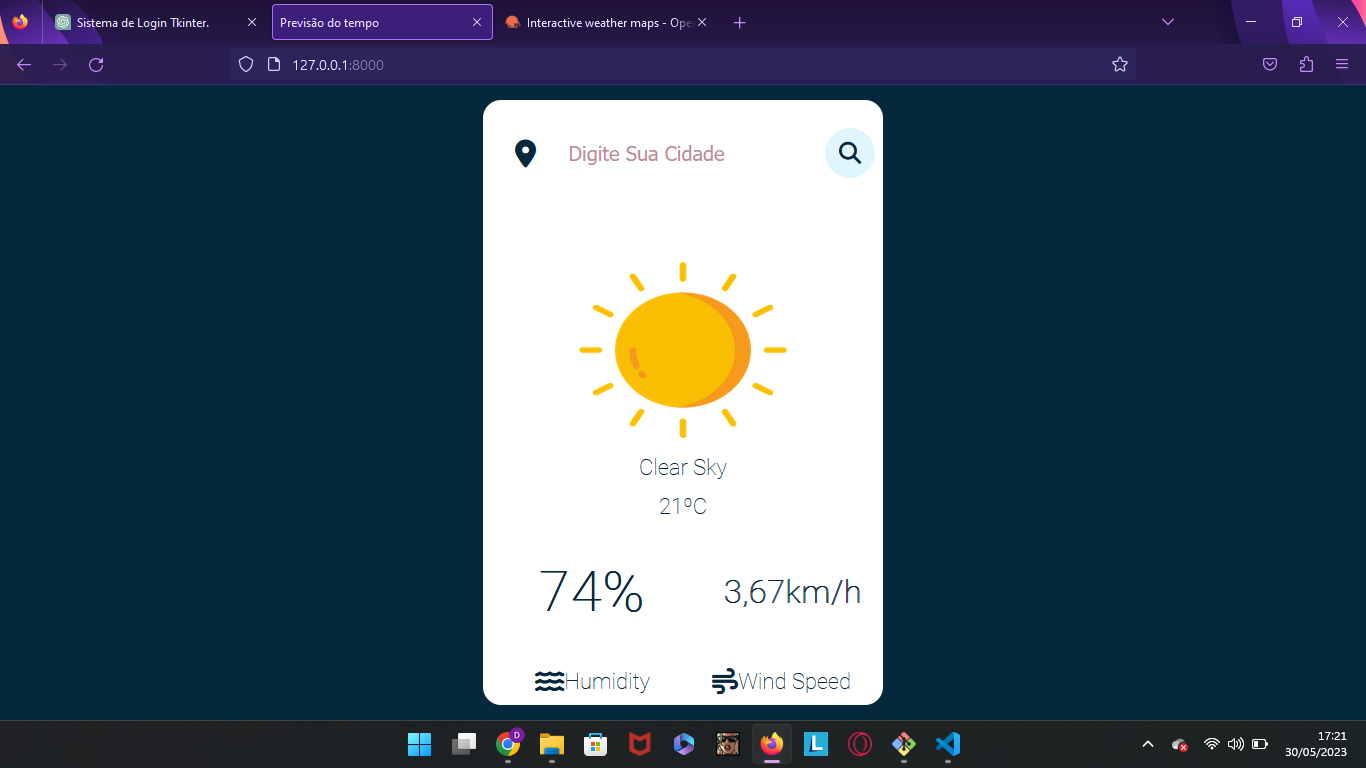 Sistema de Login Tkinter.
Previsão do tempo
Interactive weather maps - Ope
127.0.0.1:8000
Digite Sua Cidade
Clear Sky
21ºC
74%
3,67km/h
Humidity
Wind Speed
D
L
17:21
30/05/2023